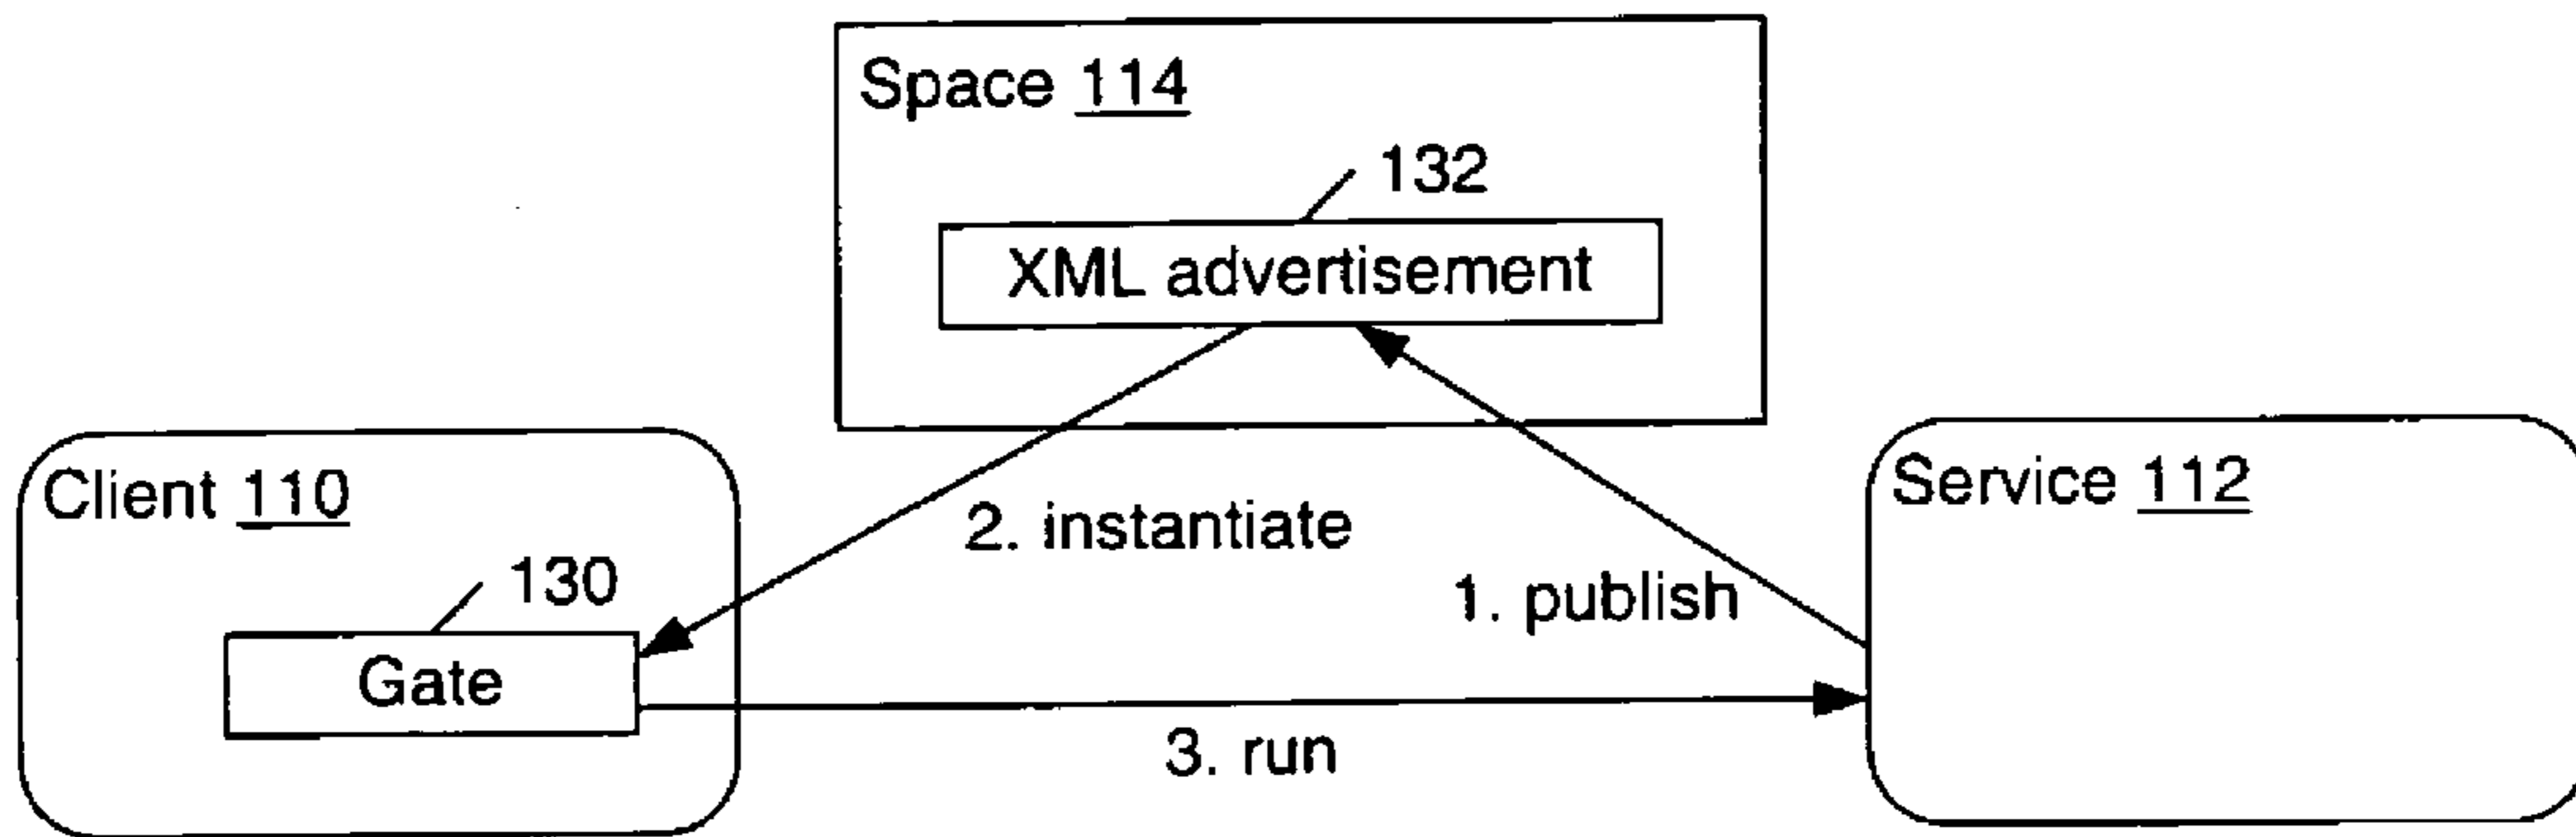 Space 114
132
XML advertisement
Client 110
2. instantiate
Service 112
130
1. publish
Gate
3. run